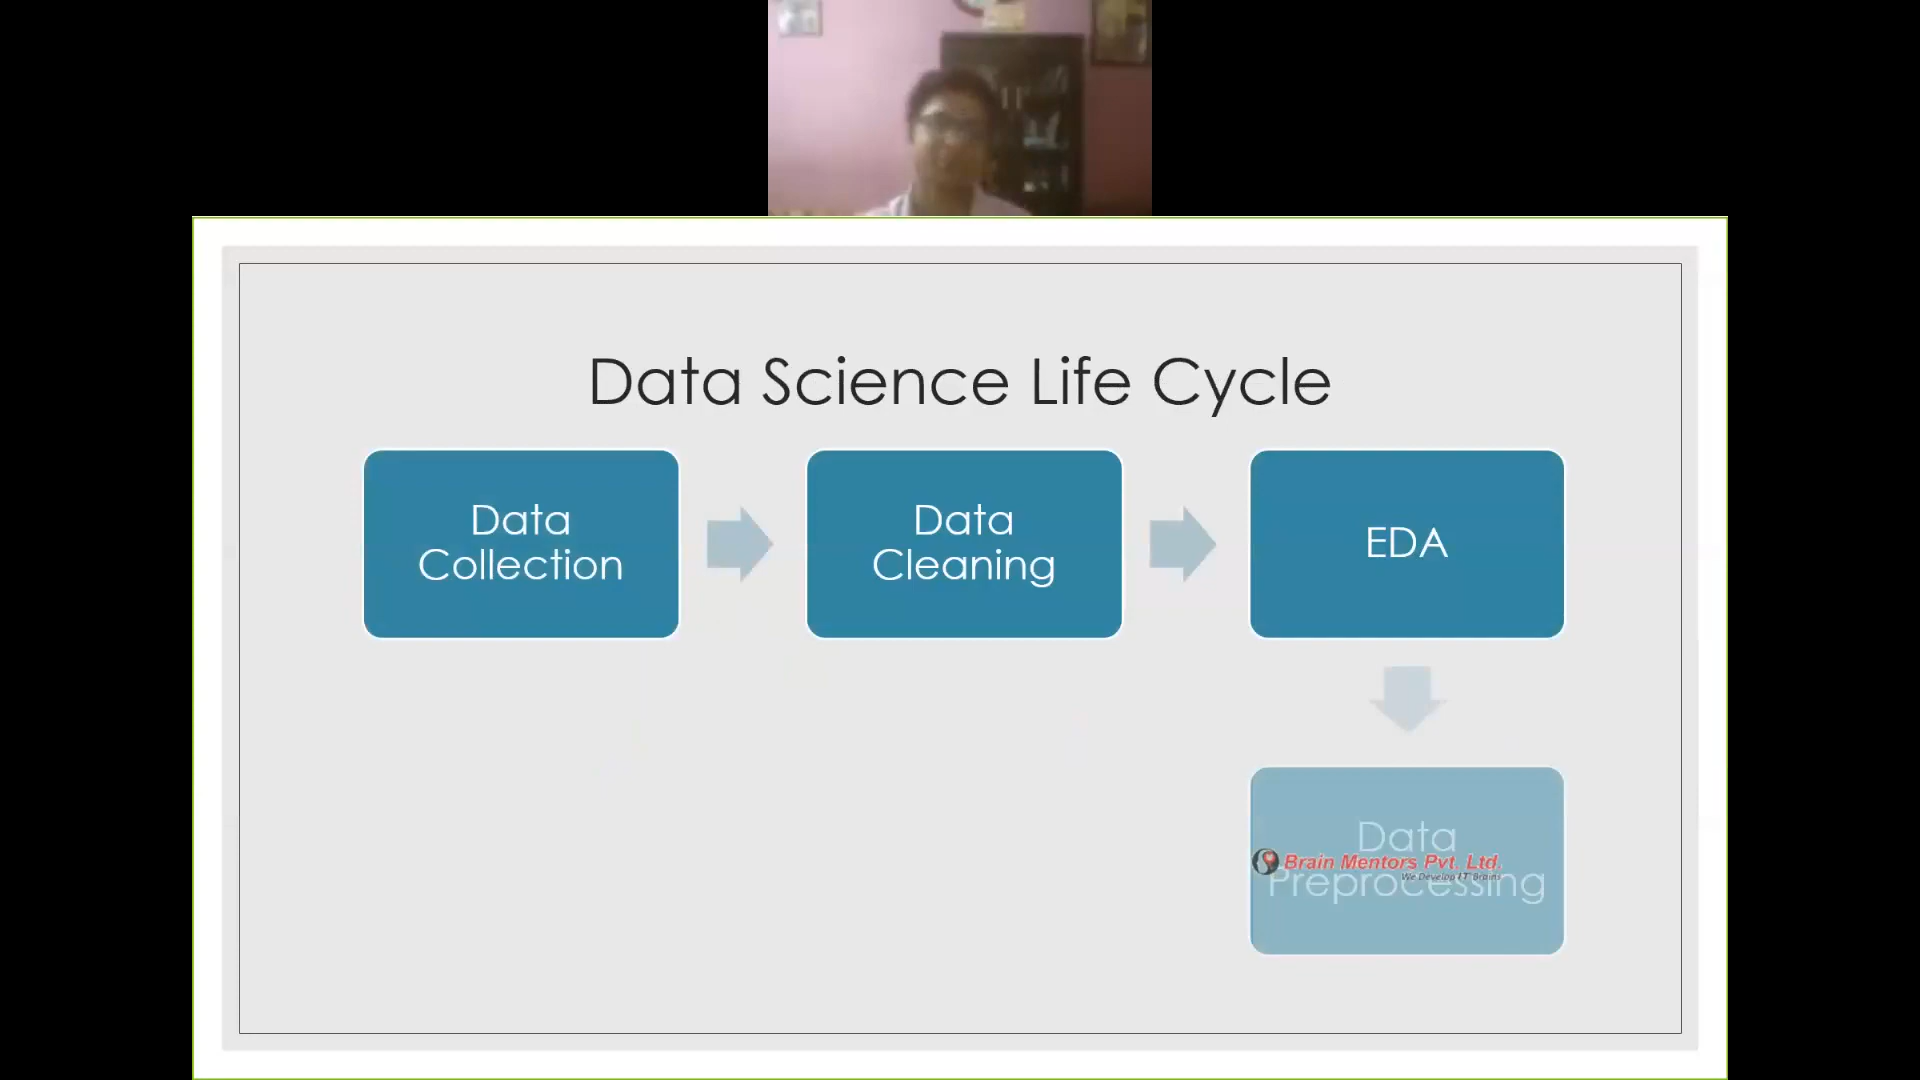 Data Science Life Cycle
Data
Collection
Data
Cleaning
EDA
Data
Preprocessing
Brain Mentors Pvt. Ltd.
We Develop IT Brains